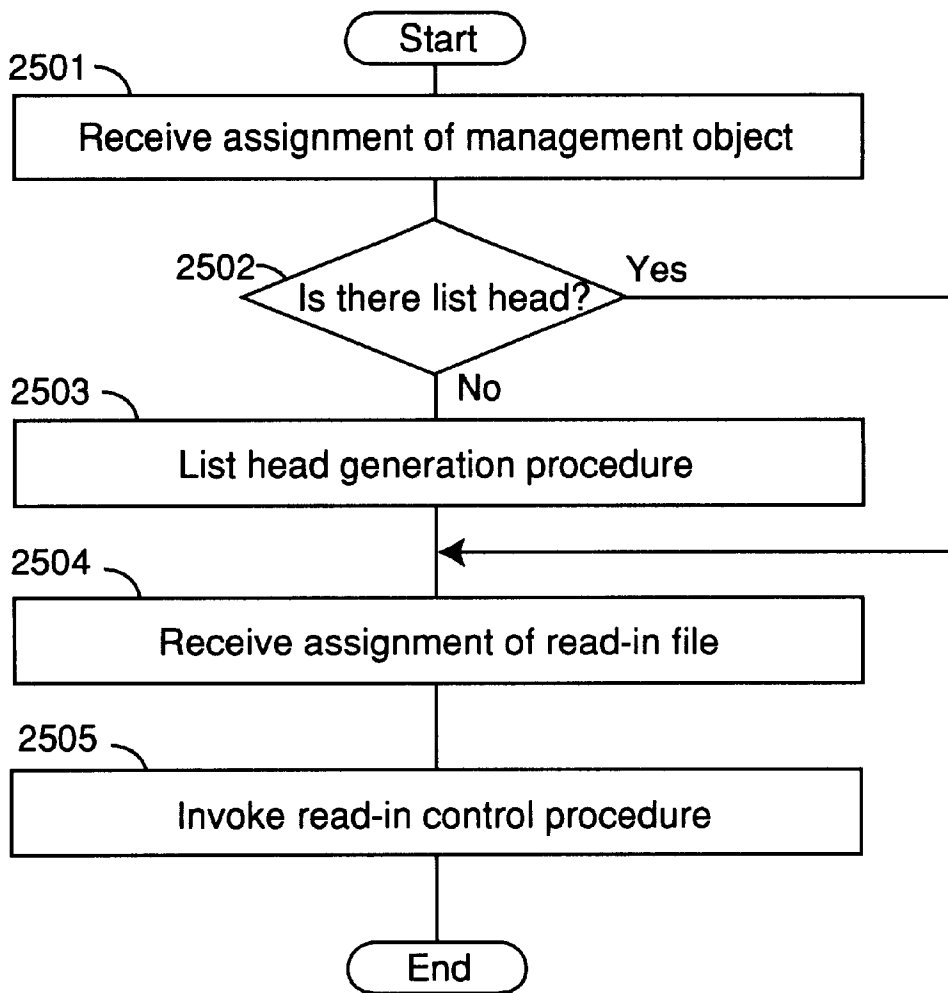 Start
2501
Receive assignment of management object
2502
Is there list head?
Yes
No
2503
List head generation procedure
2504
Receive assignment of read-in file
2505
Invoke read-in control procedure
End